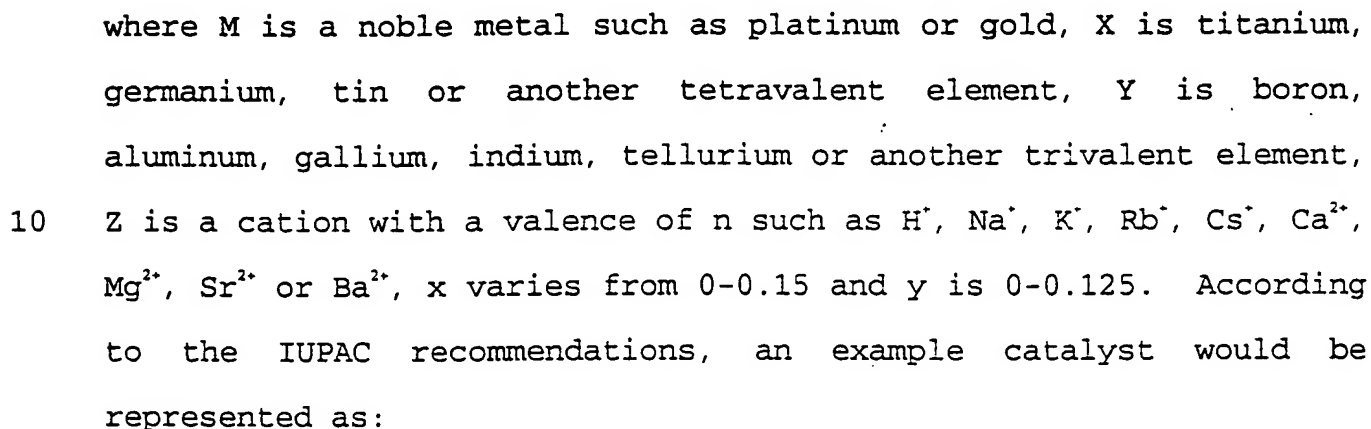 where M is a noble metal such as platinum or gold, X is titanium,
germanium, tin or another tetravalent element, Y is boron,
aluminum, gallium, indium, tellurium or another trivalent element,
10 Z is a cation with a valence of n such as H⁺, Na⁺, K⁺, Rb⁺, Cs⁺, Ca²⁺,
Mg²⁺, Sr²⁺ or Ba²⁺, x varies from 0-0.15 and y is 0-0.125. According
to the IUPAC recommendations, an example catalyst would be
represented as: